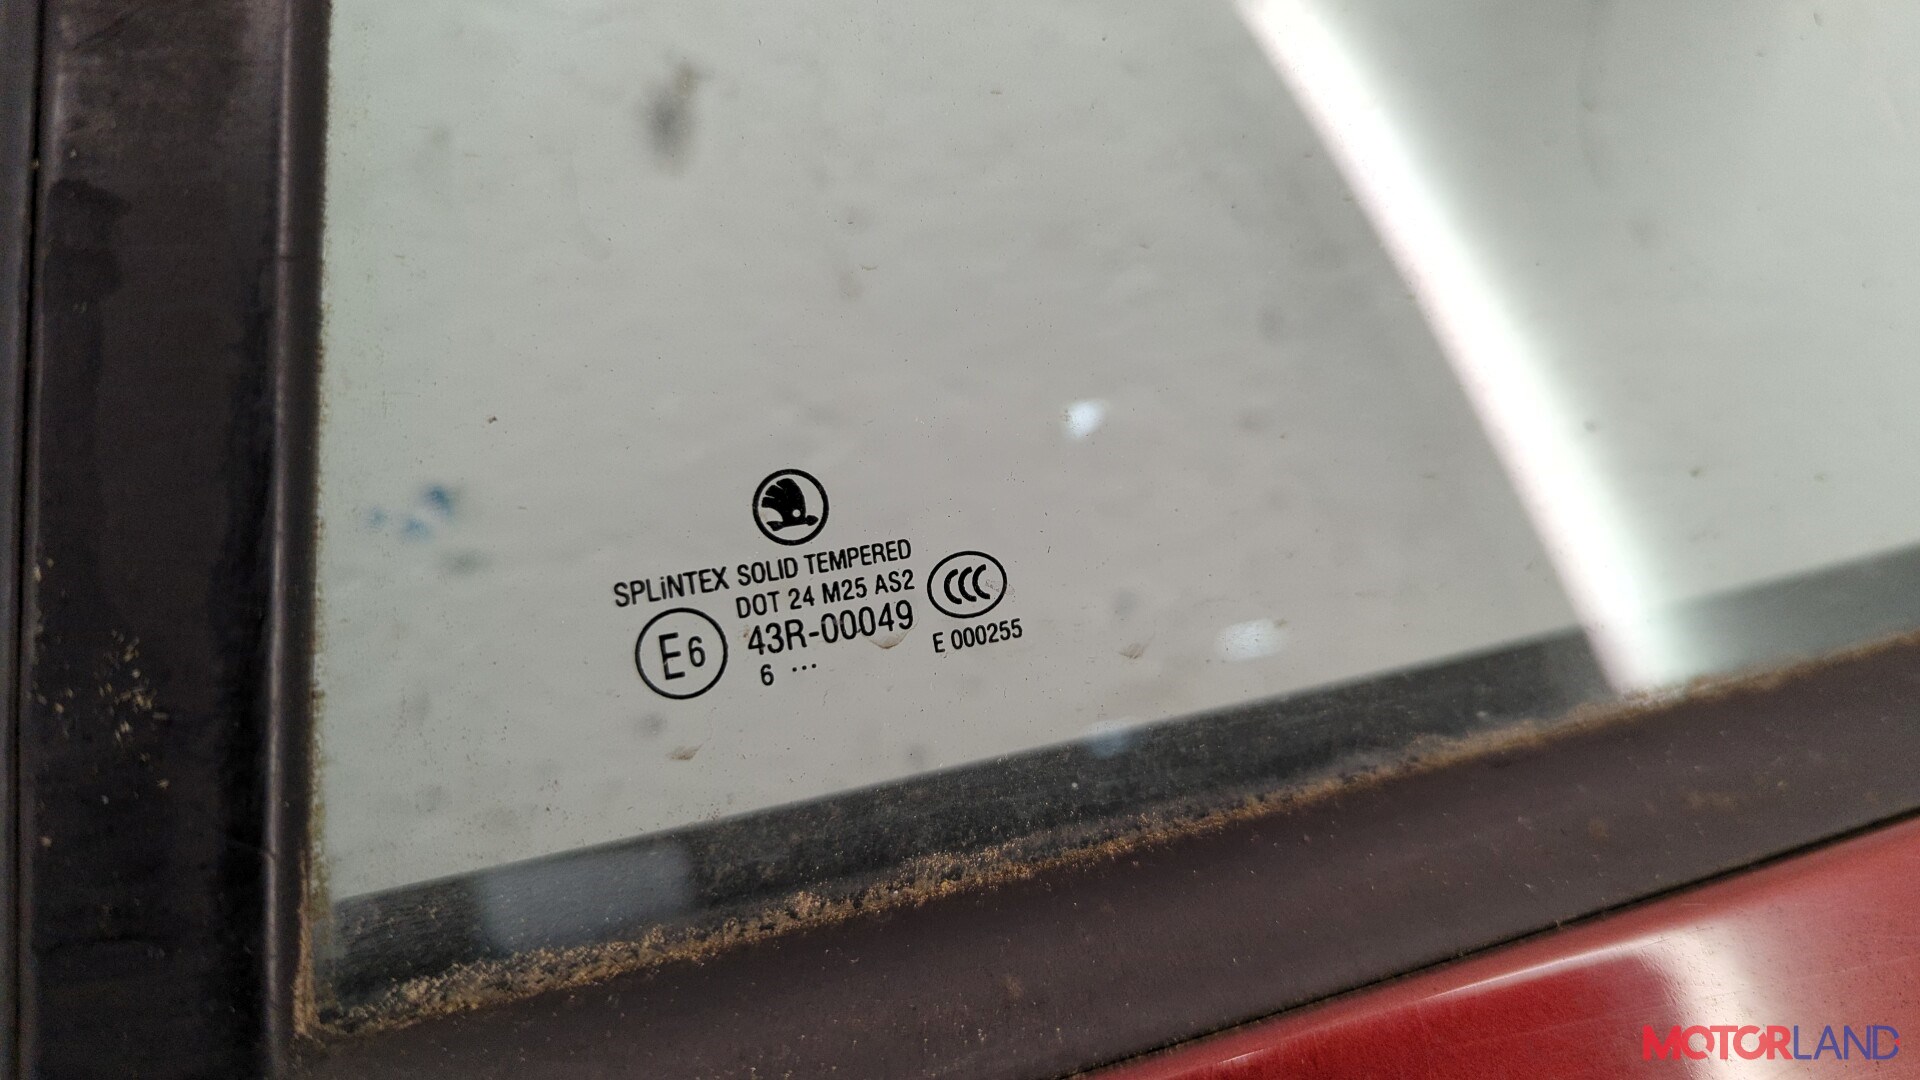 SPLiNTEX SOLID TEMPERED
DOT 24 M25 AS2
43R-00049
E6
6 ...
CCC
E 000255
MOTORLAND